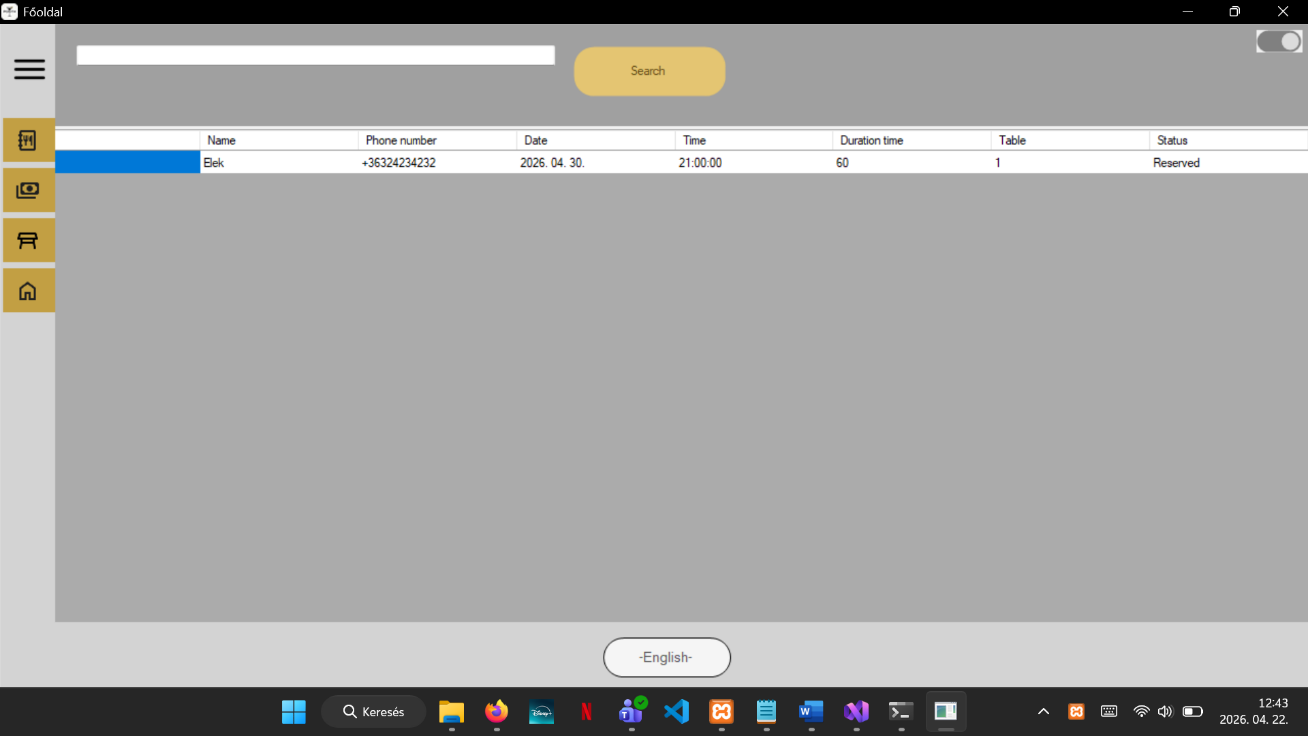 Főoldal
Search
Name Phone number Date Time Duration time Table Status
Elek +36324234232 2026. 04. 30. 21:00:00 60 1 Reserved
-English-
Keresés
Disney+
N
T
W
12:43
2026. 04. 22.